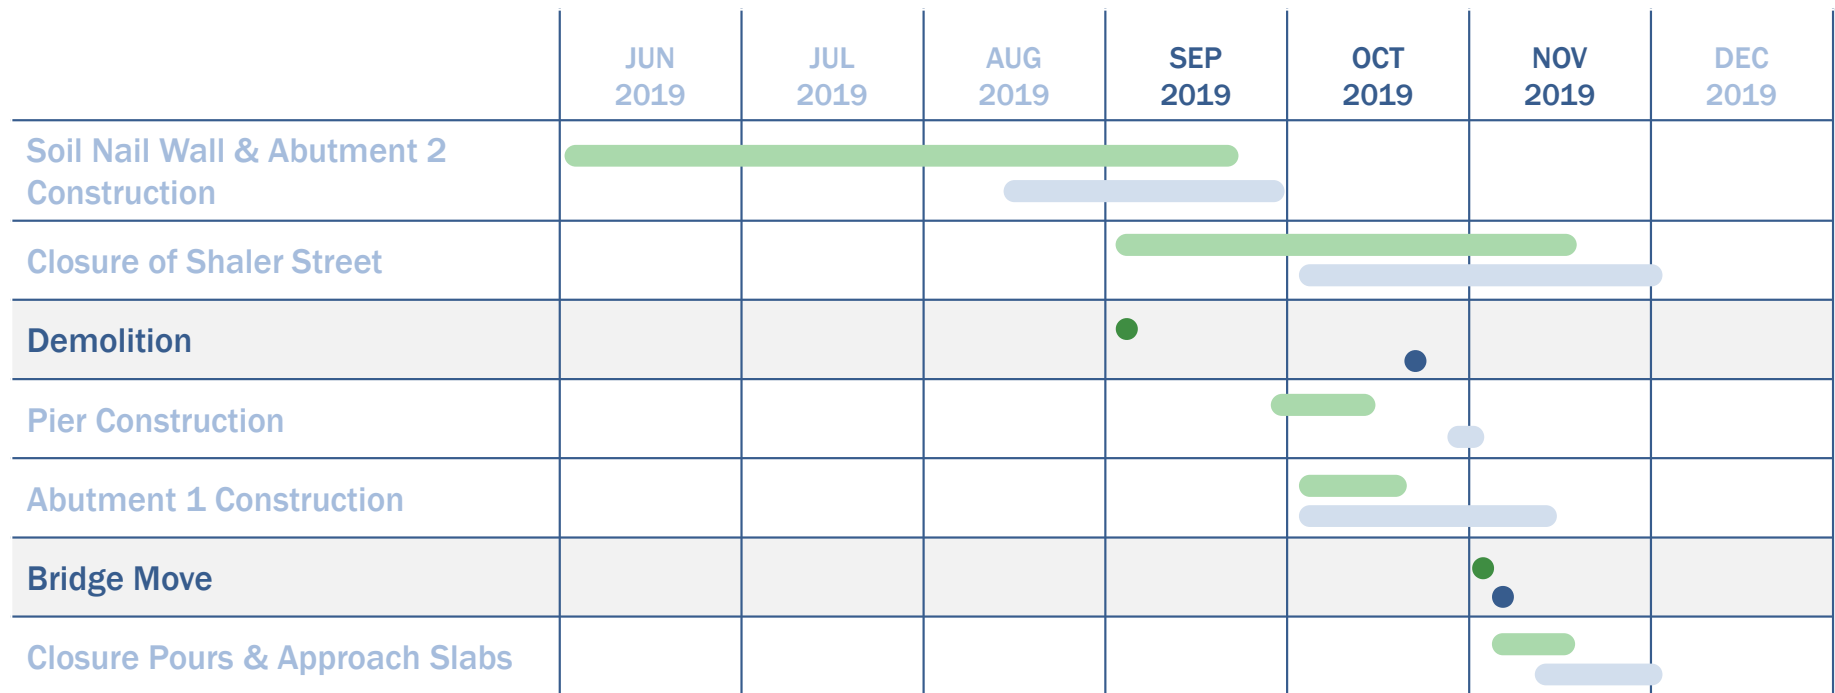 JUN
2019
JUL
2019
AUG
2019
SEP
2019
OCT
2019
NOV
2019
DEC
2019
Soil Nail Wall & Abutment 2
Construction
Closure of Shaler Street
Demolition
Pier Construction
Abutment 1 Construction
Bridge Move
Closure Pours & Approach Slabs